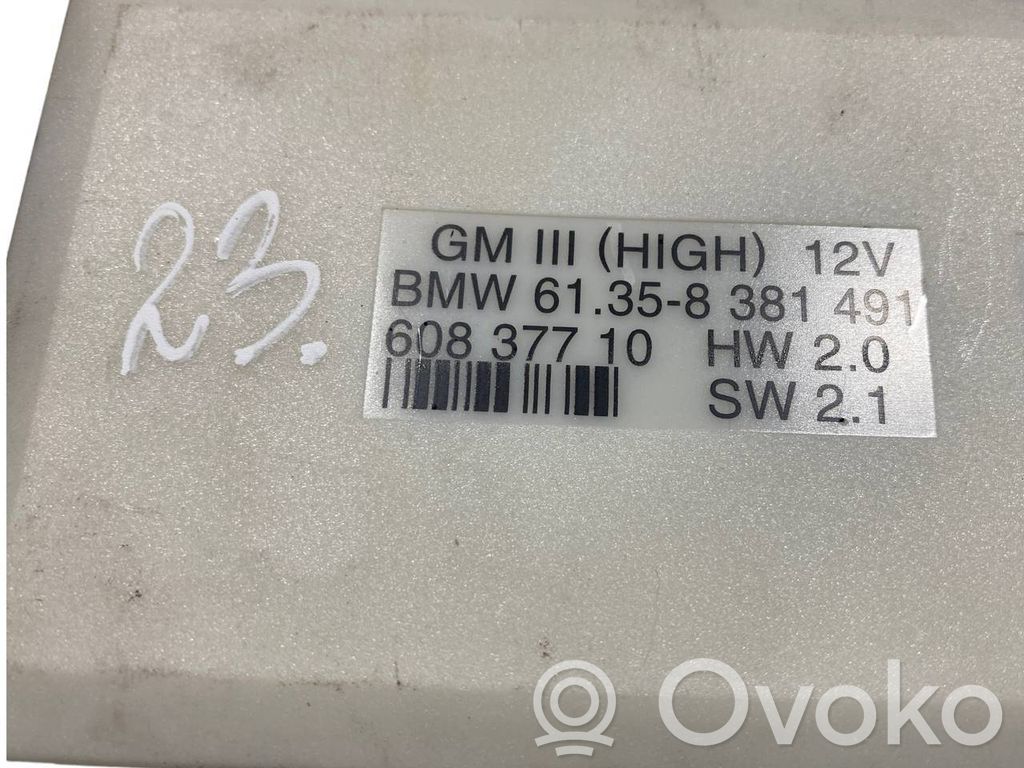 23.
GM III (HIGH) 12V
BMW 61.35-8 381 491
608 377 10 HW 2.0
SW 2.1
Ovoko